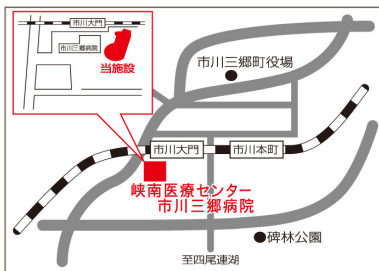 市川大門
市川三郷病院
当施設
市川三郷町役場
市川大門
市川本町
峡南医療センター
市川三郷病院
碑林公園
至四尾連湖